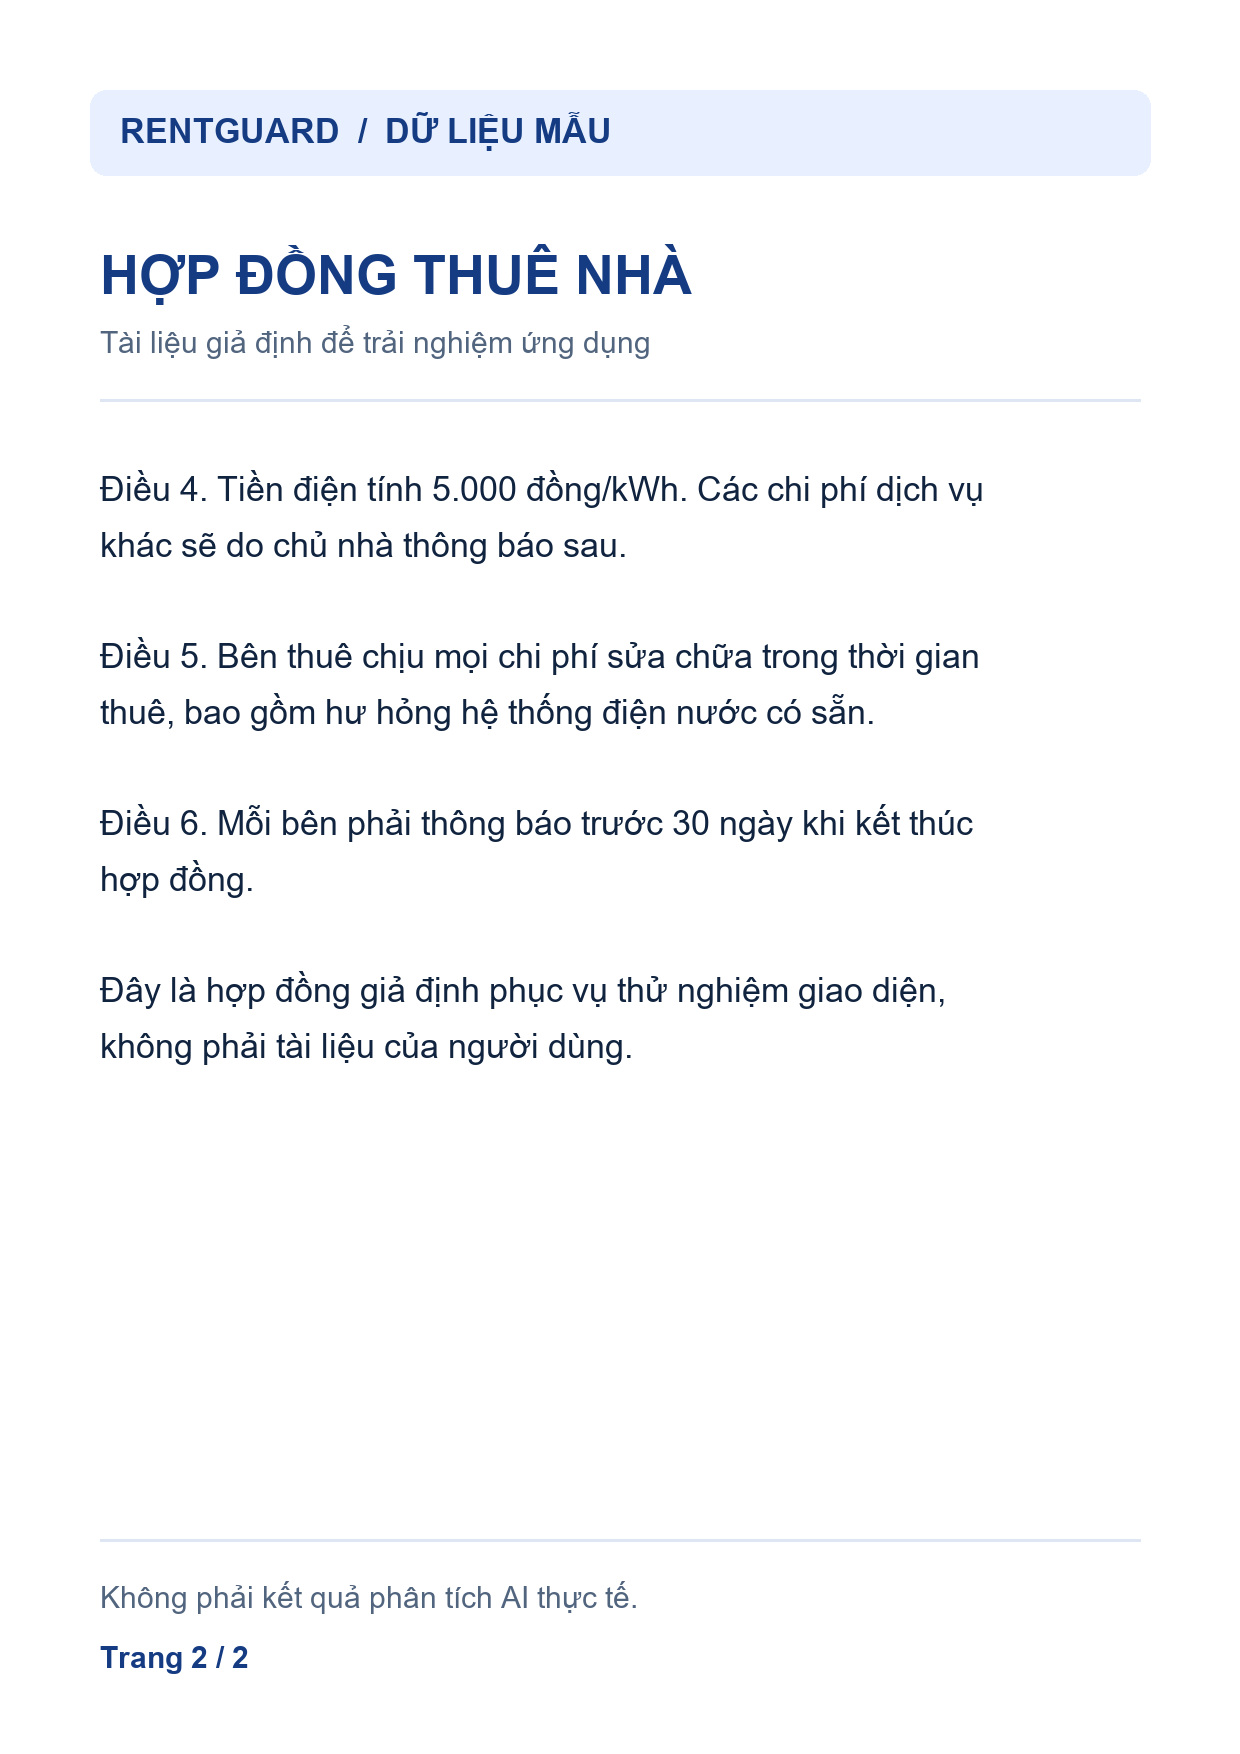 RENTGUARD / DỮ LIỆU MẪU
HỢP ĐỒNG THUÊ NHÀ
Tài liệu giả định để trải nghiệm ứng dụng
Điều 4. Tiền điện tính 5.000 đồng/kWh. Các chi phí dịch vụ
khác sẽ do chủ nhà thông báo sau.
Điều 5. Bên thuê chịu mọi chi phí sửa chữa trong thời gian
thuê, bao gồm hư hỏng hệ thống điện nước có sẵn.
Điều 6. Mỗi bên phải thông báo trước 30 ngày khi kết thúc
hợp đồng.
Đây là hợp đồng giả định phục vụ thử nghiệm giao diện,
không phải tài liệu của người dùng.
Không phải kết quả phân tích AI thực tế.
Trang 2 / 2